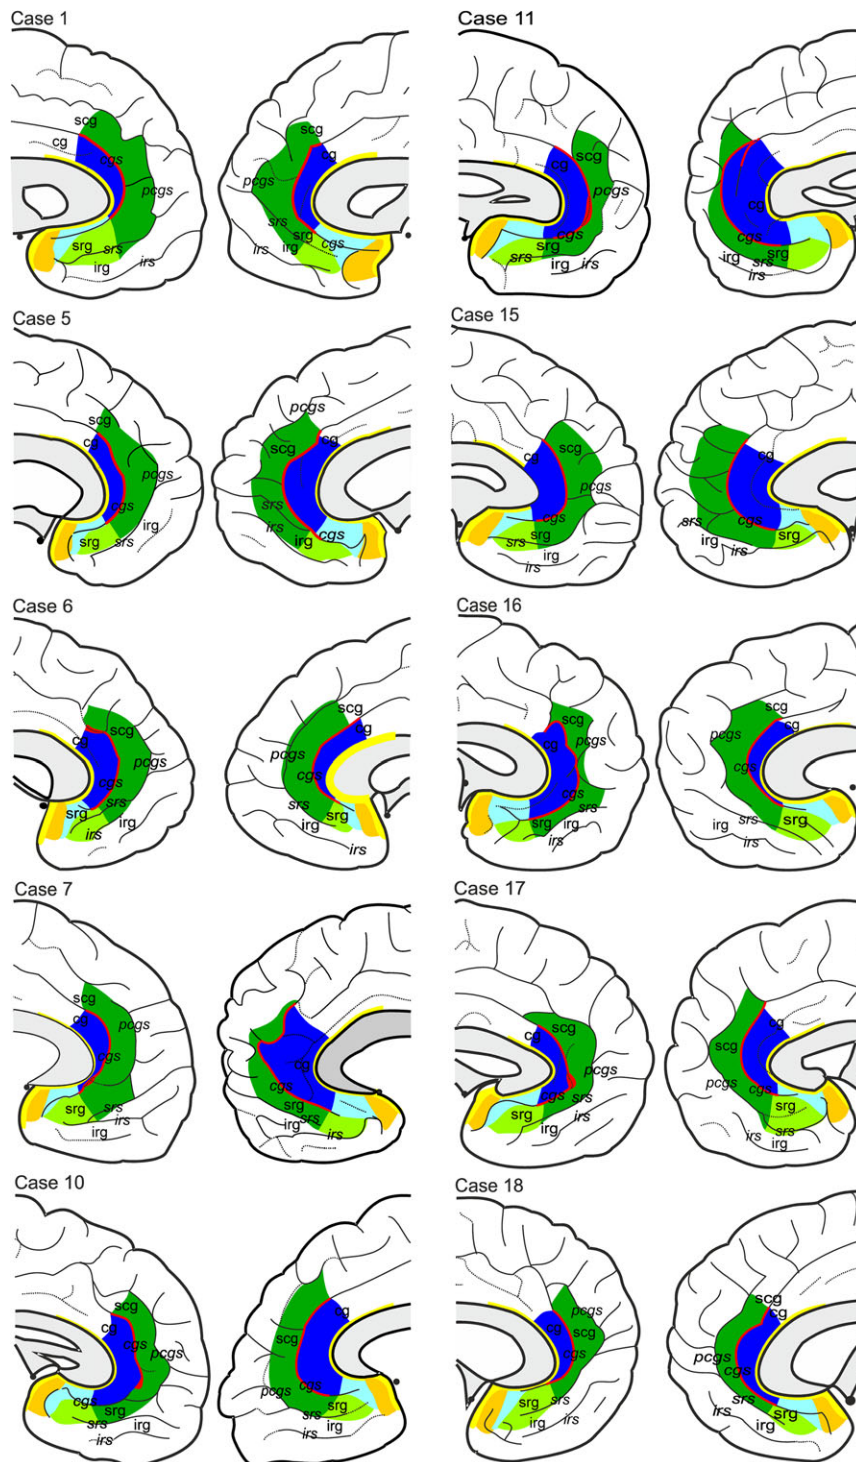 Case 1
scg
cg
cgs
pcgs
srg
srs
irg
irs
scg
cg
pcgs
srs
srg
irs
irg
cgs
Case 11
cg
scg
pcgs
cgs
srg
srs
irg
irs
cg
cgs
irg
srs
srg
irs
Case 5
scg
cg
pcgs
cgs
irg
srg
srs
pcgs
cg
scg
srs
irs
irg
cgs
Case 15
scg
cg
pcgs
cgs
srg
irg
irs
cg
srs
cgs
irg
srg
irs
Case 6
scg
cg
pcgs
cgs
srs
srg
irg
irs
scg
cg
pcgs
cgs
srs
irg
srg
irs
Case 16
scg
cg
pcgs
cgs
srs
srg
irg
irs
scg
cg
pcgs
cgs
irg
srs
srg
irs
Case 7
scg
cg
pcgs
cgs
srg
srs
irs
irg
cg
cgs
srg
srs
irg
irs
Case 17
scg
cg
pcgs
cgs
srs
srg
irs
irg
cg
scg
pcgs
cgs
srg
srs
irs
irg
Case 10
scg
cg
cgs
pcgs
cgs
srg
srs
irg
irs
cg
scg
cgs
pcgs
srs
srg
irg
Case 18
pcgs
cg
scg
cgs
srg
srs
irg
irs
scg
cg
pcgs
cgs
srs
irs
srg
irg